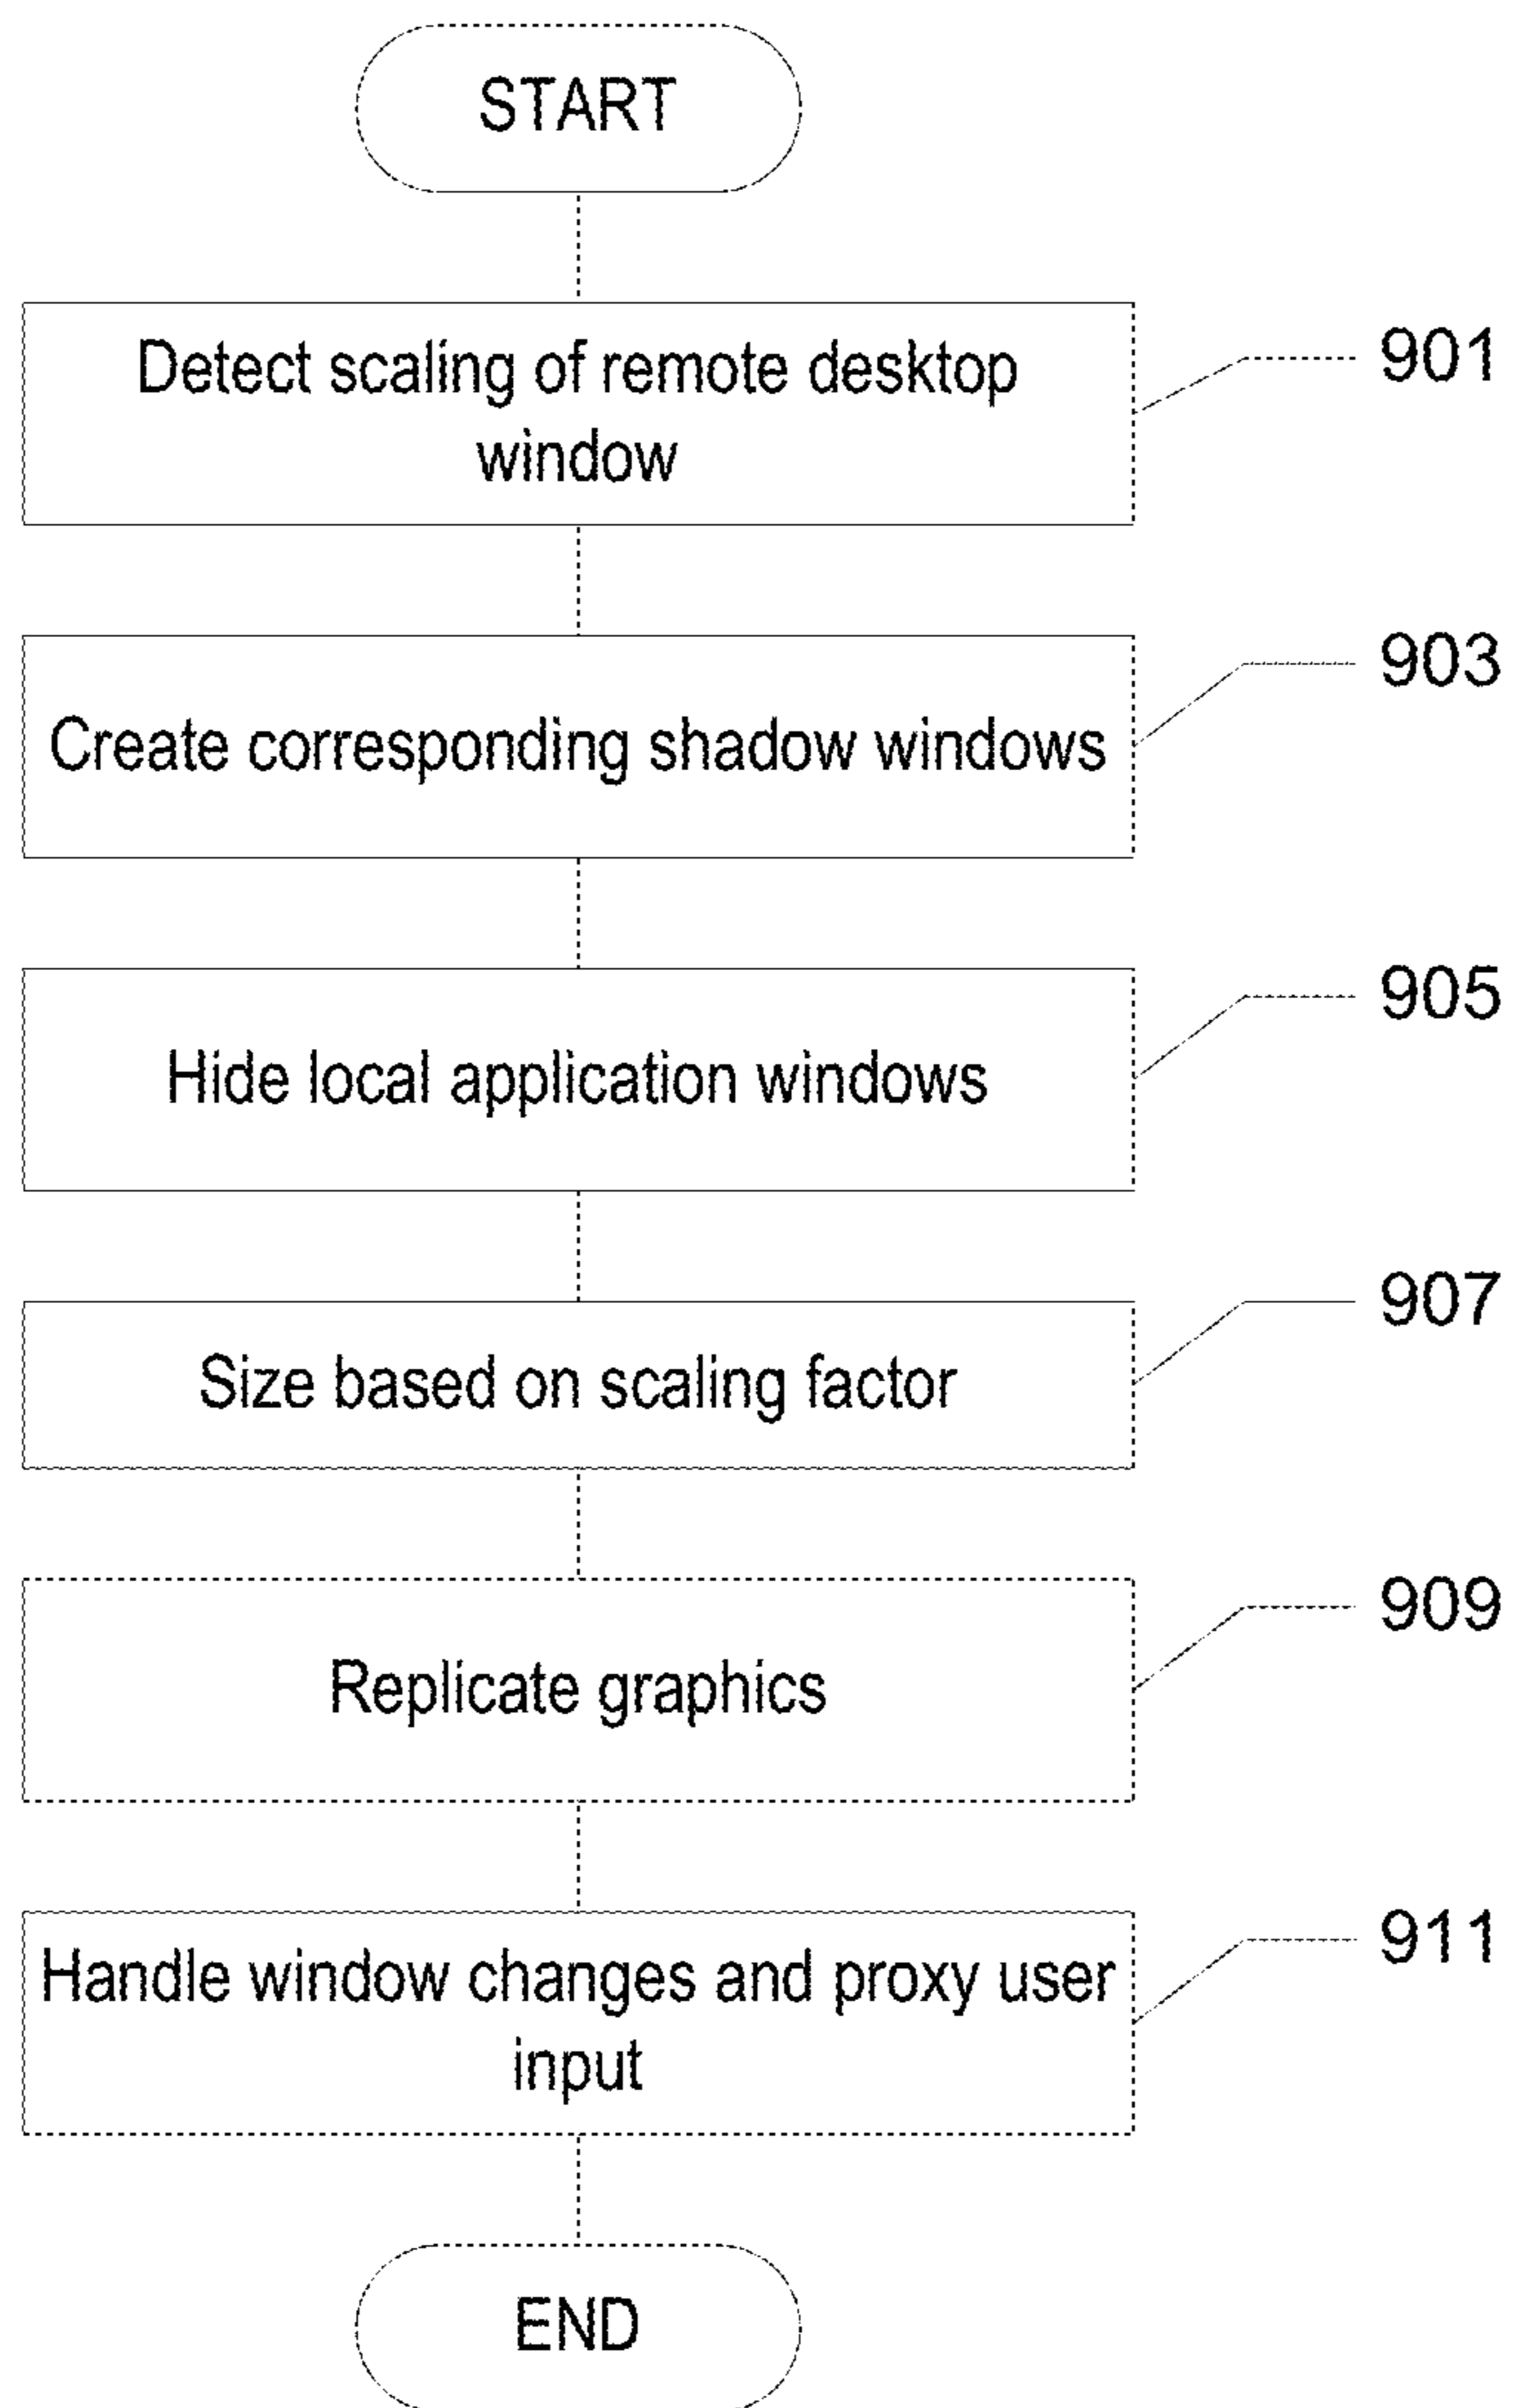 START
Detect scaling of remote desktop
window
901
Create corresponding shadow windows
903
Hide local application windows
905
Size based on scaling factor
907
Replicate graphics
909
Handle window changes and proxy user
input
911
END